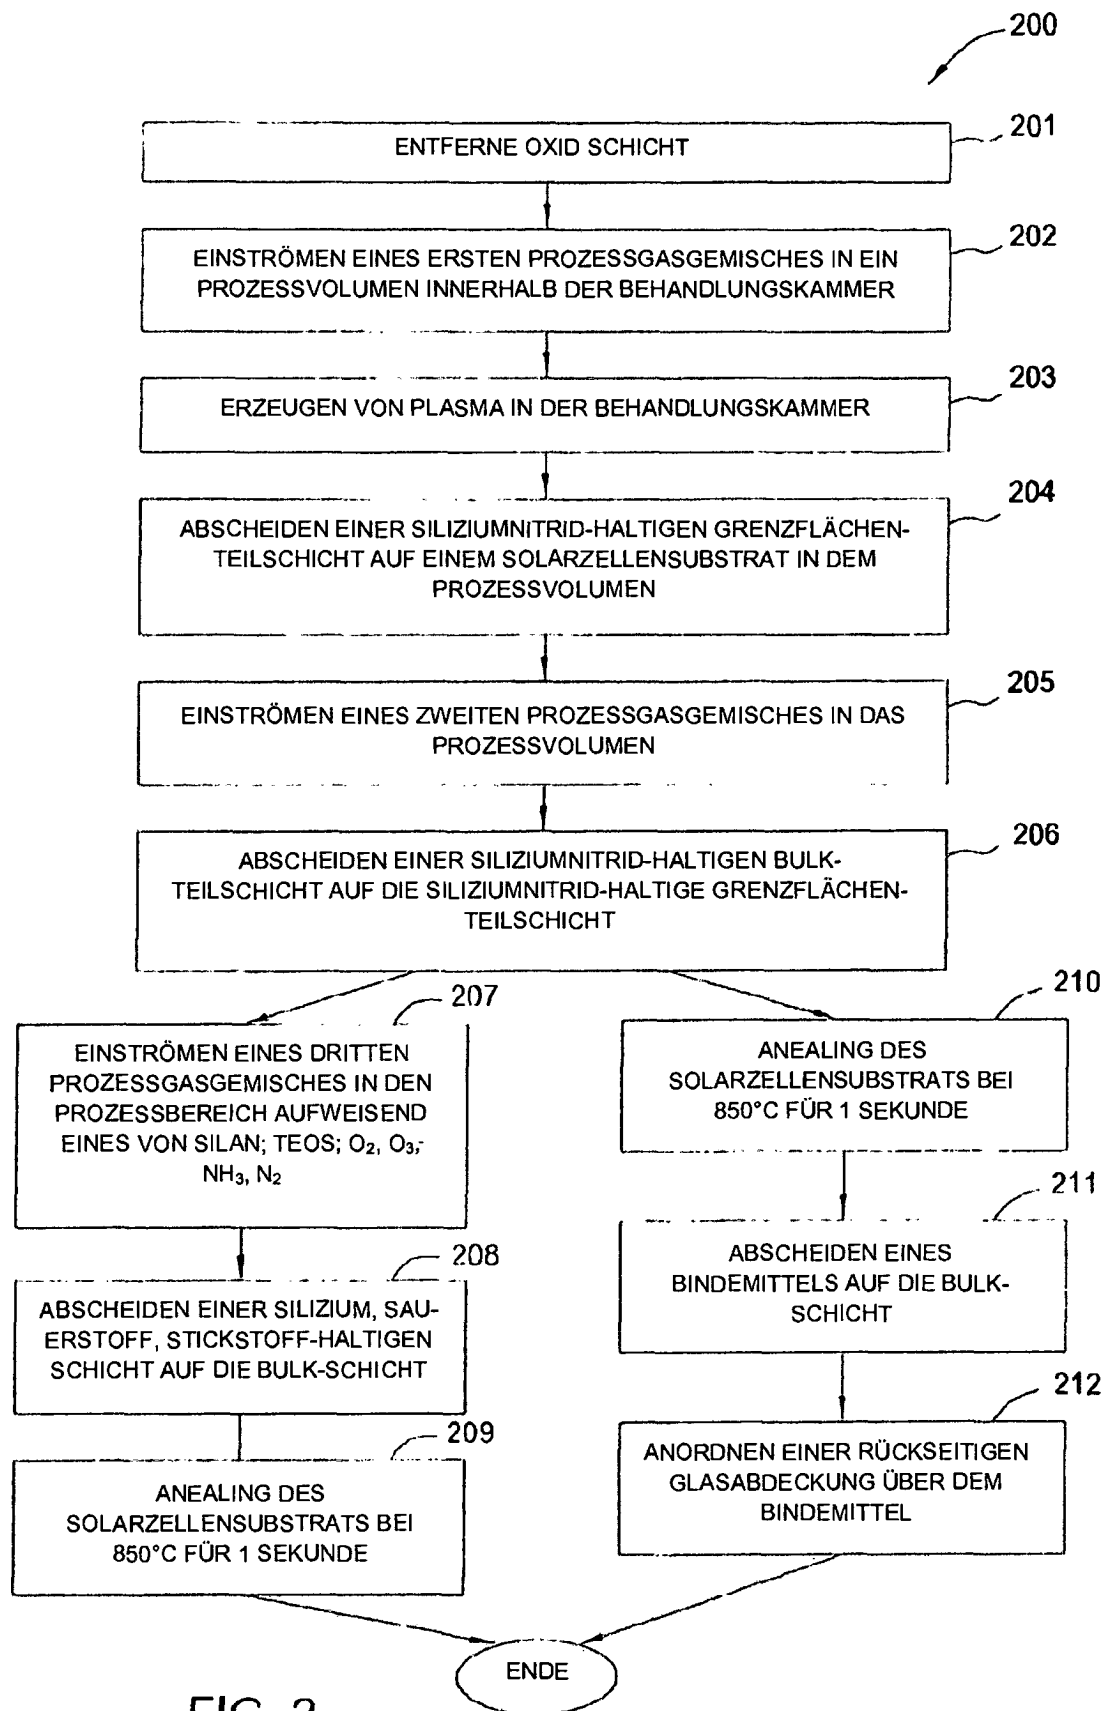 200
201
ENTFERNE OXID SCHICHT
202
EINSTRÖMEN EINES ERSTEN PROZESSGASGEMISCHES IN EIN
PROZESSVOLUMEN INNERHALB DER BEHANDLUNGSKAMMER
203
ERZEUGEN VON PLASMA IN DER BEHANDLUNGSKAMMER
204
ABSCHEIDEN EINER SILIZIUMNITRID-HALTIGEN GRENZFLÄCHEN-
TEILSCHICHT AUF EINEM SOLARZELLENSUBSTRAT IN DEM
PROZESSVOLUMEN
205
EINSTRÖMEN EINES ZWEITEN PROZESSGASGEMISCHES IN DAS
PROZESSVOLUMEN
206
ABSCHEIDEN EINER SILIZIUMNITRID-HALTIGEN BULK-
TEILSCHICHT AUF DIE SILIZIUMNITRID-HALTIGE GRENZFLÄCHEN-
TEILSCHICHT
207
EINSTRÖMEN EINES DRITTEN
PROZESSGASGEMISCHES IN DEN
PROZESSBEREICH AUFWEISEND
EINES VON SILAN; TEOS; O₂, O₃,-
NH₃, N₂
208
ABSCHEIDEN EINER SILIZIUM, SAU-
ERSTOFF, STICKSTOFF-HALTIGEN
SCHICHT AUF DIE BULK-SCHICHT
209
ANEALING DES
SOLARZELLENSUBSTRATS BEI
850°C FÜR 1 SEKUNDE
210
ANEALING DES
SOLARZELLENSUBSTRATS BEI
850°C FÜR 1 SEKUNDE
211
ABSCHEIDEN EINES
BINDEMITTELS AUF DIE BULK-
SCHICHT
212
ANORDNEN EINER RÜCKSEITIGEN
GLASABDECKUNG ÜBER DEM
BINDEMITTEL
ENDE
FIG. 2